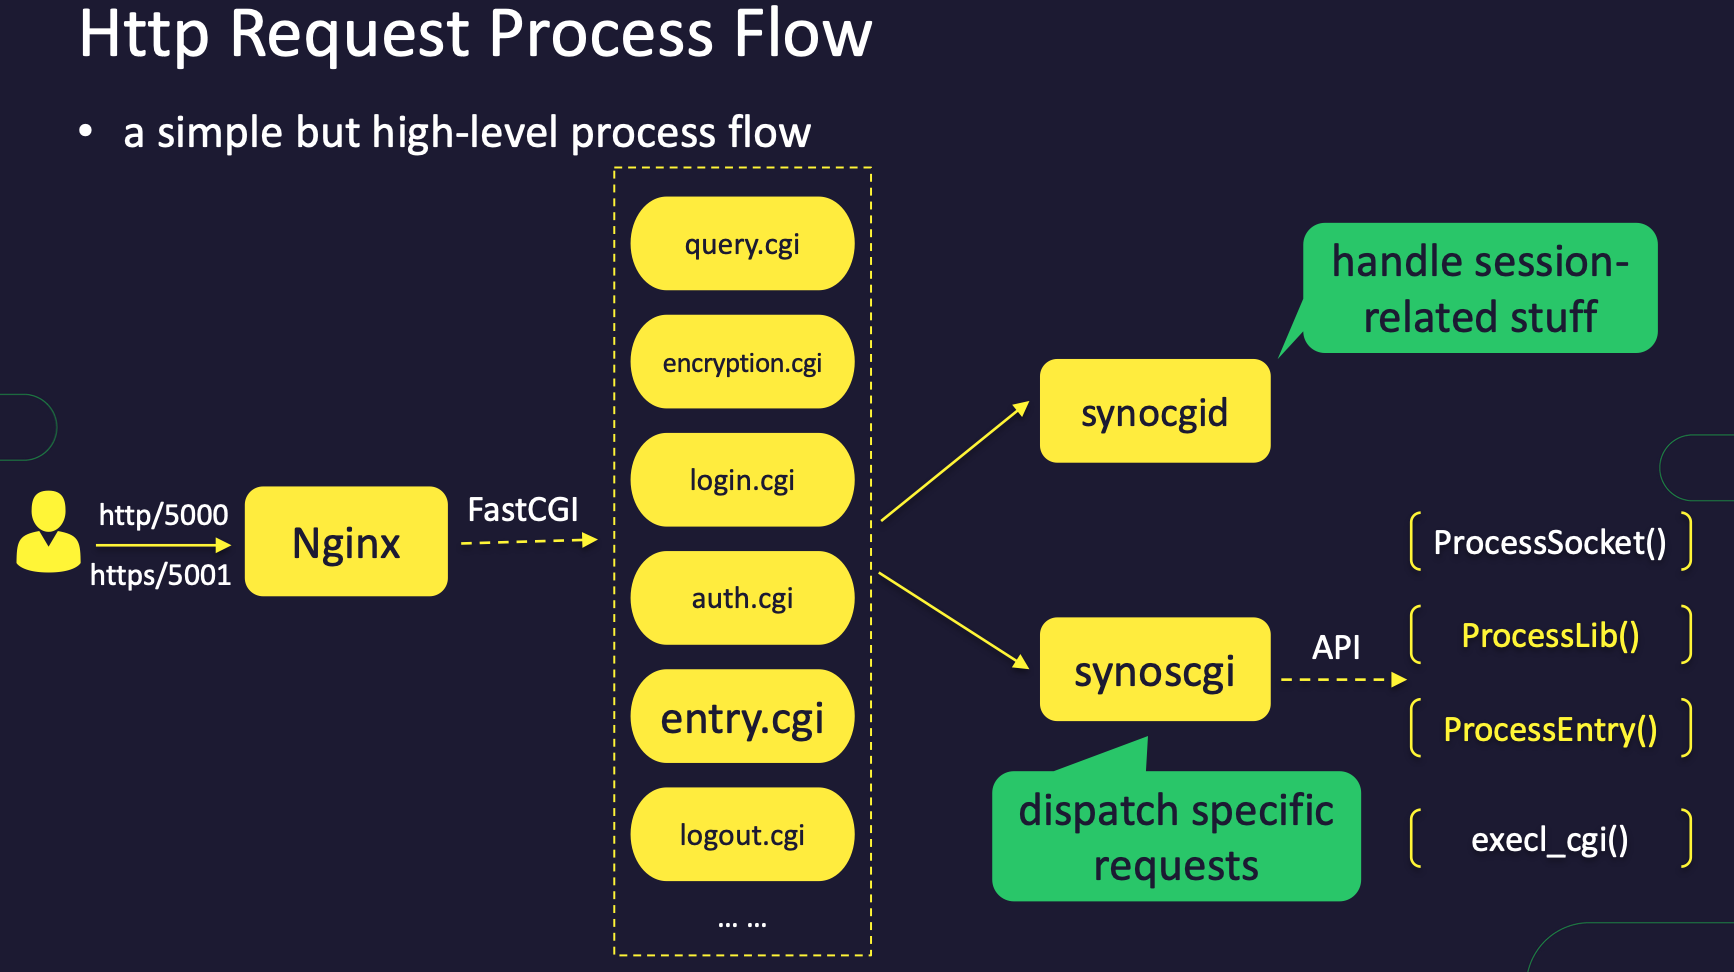 Http Request Process Flow
• a simple but high-level process flow
http/5000
https/5001
Nginx
FastCGI
query.cgi
encryption.cgi
login.cgi
auth.cgi
entry.cgi
logout.cgi
... ...
handle session-
related stuff
synocgid
synoscgi
dispatch specific
requests
API
ProcessSocket()
ProcessLib()
ProcessEntry()
execl_cgi()